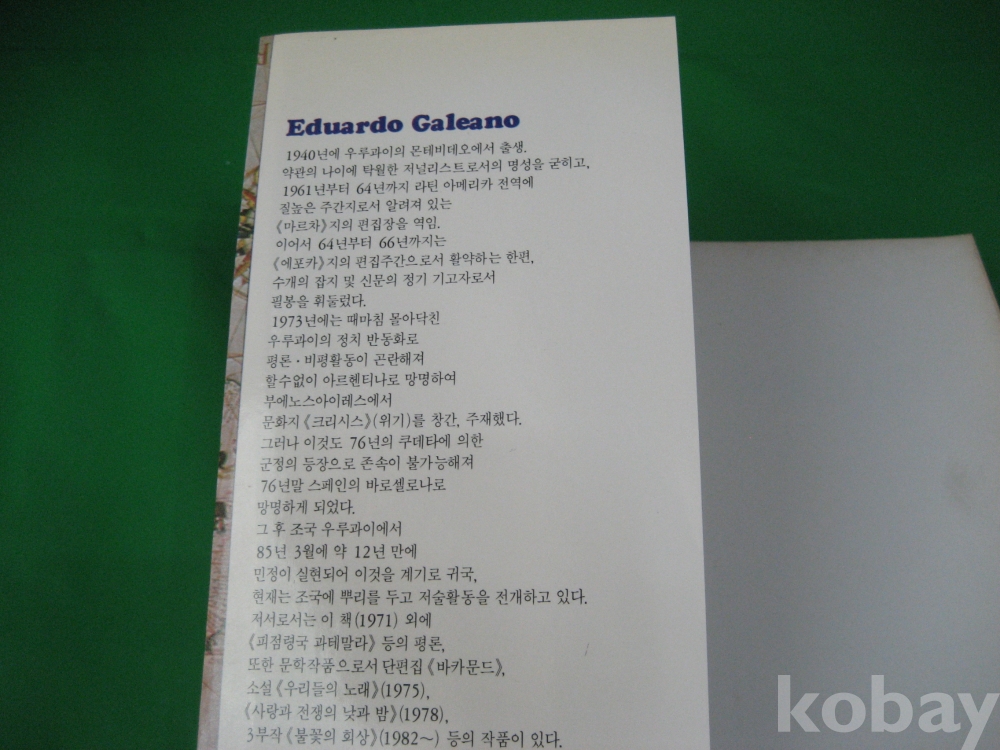 Eduardo Galeano
1940년에 우루과이의 몬테비데오에서 출생.
약관의 나이에 탁월한 저널리스트로서의 명성을 굳히고,
1961년부터 64년까지 라틴 아메리카 전역에
질높은 주간지로서 알려져 있는
《마르차》지의 편집장을 역임.
이어서 64년부터 66년까지는
《에포카》지의 편집주간으로서 활약하는 한편,
수개의 잡지 및 신문의 정기 기고자로서
필봉을 휘둘렀다.
1973년에는 때마침 몰아닥친
우루과이의 정치 반동화로
평론·비평활동이 곤란해져
할수없이 아르헨티나로 망명하여
부에노스아이레스에서
문화지《크리시스》(위기)를 창간, 주재했다.
그러나 이것도 76년의 쿠데타에 의한
군정의 등장으로 존속이 불가능해져
76년말 스페인의 바로셀로나로
망명하게 되었다.
그 후 조국 우루과이에서
85년 3월에 약 12년 만에
민정이 실현되어 이것을 계기로 귀국,
현재는 조국에 뿌리를 두고 저술활동을 전개하고 있다.
저서로서는 이 책(1971) 외에
《피점령국 과테말라》 등의 평론,
또한 문학작품으로서 단편집《바카문드》,
소설《우리들의 노래》(1975),
《사랑과 전쟁의 낮과 밤》(1978),
3부작《불꽃의 회상》(1982~) 등의 작품이 있다.
kobay